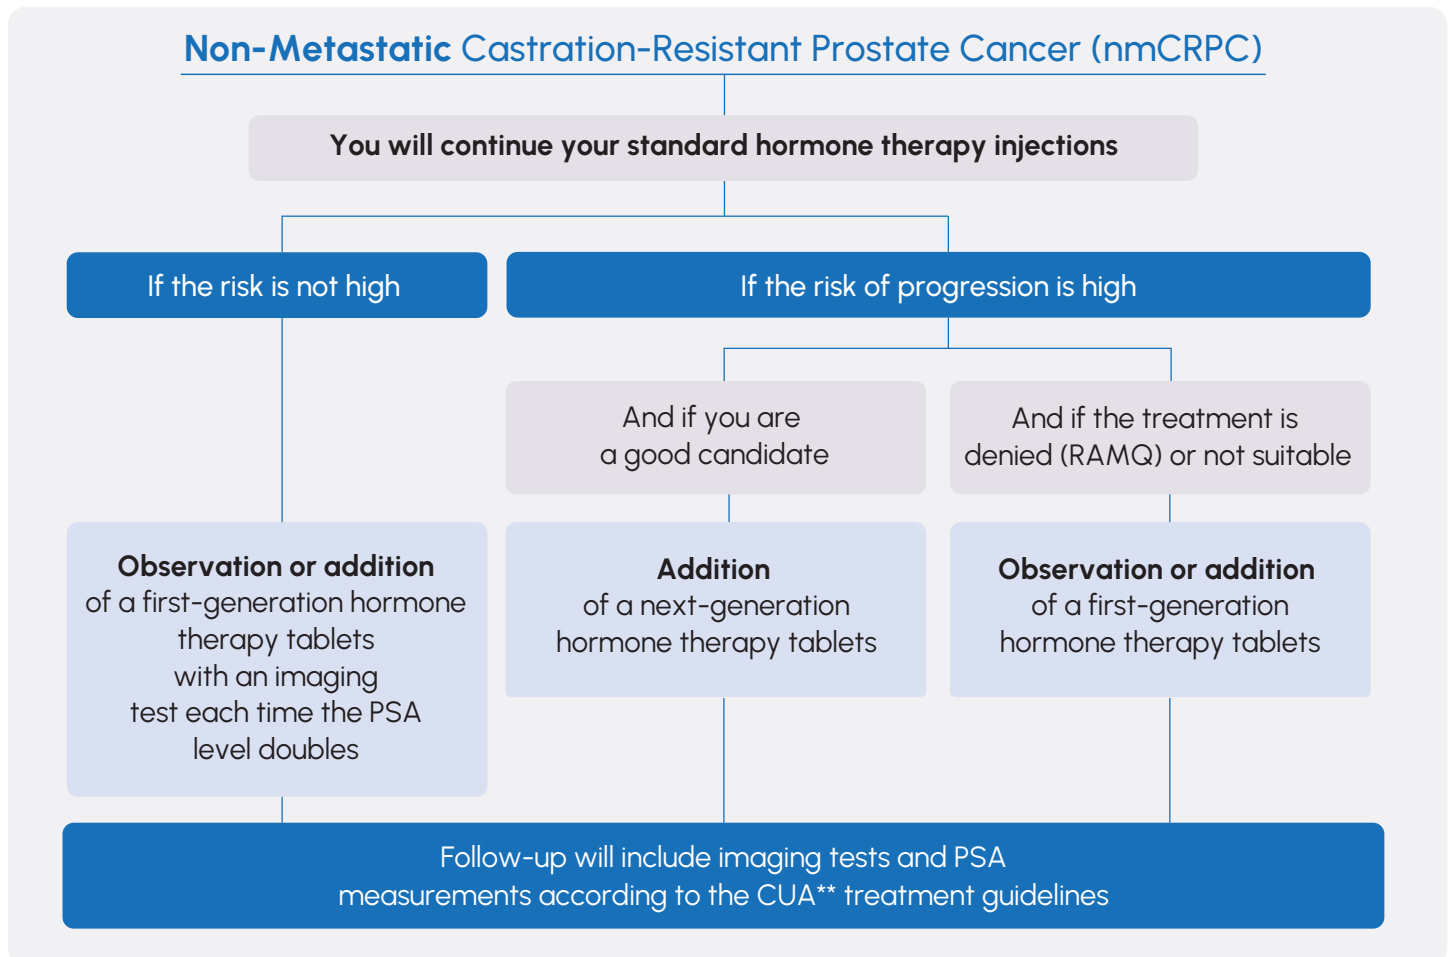 Non-Metastatic Castration-Resistant Prostate Cancer (nmCRPC)
You will continue your standard hormone therapy injections
If the risk is not high
If the risk of progression is high
And if you are
a good candidate
And if the treatment is
denied (RAMQ) or not suitable
Observation or addition
of a first-generation hormone
therapy tablets
with an imaging
test each time the PSA
level doubles
Addition
of a next-generation
hormone therapy tablets
Observation or addition
of a first-generation
hormone therapy tablets
Follow-up will include imaging tests and PSA
measurements according to the CUA** treatment guidelines